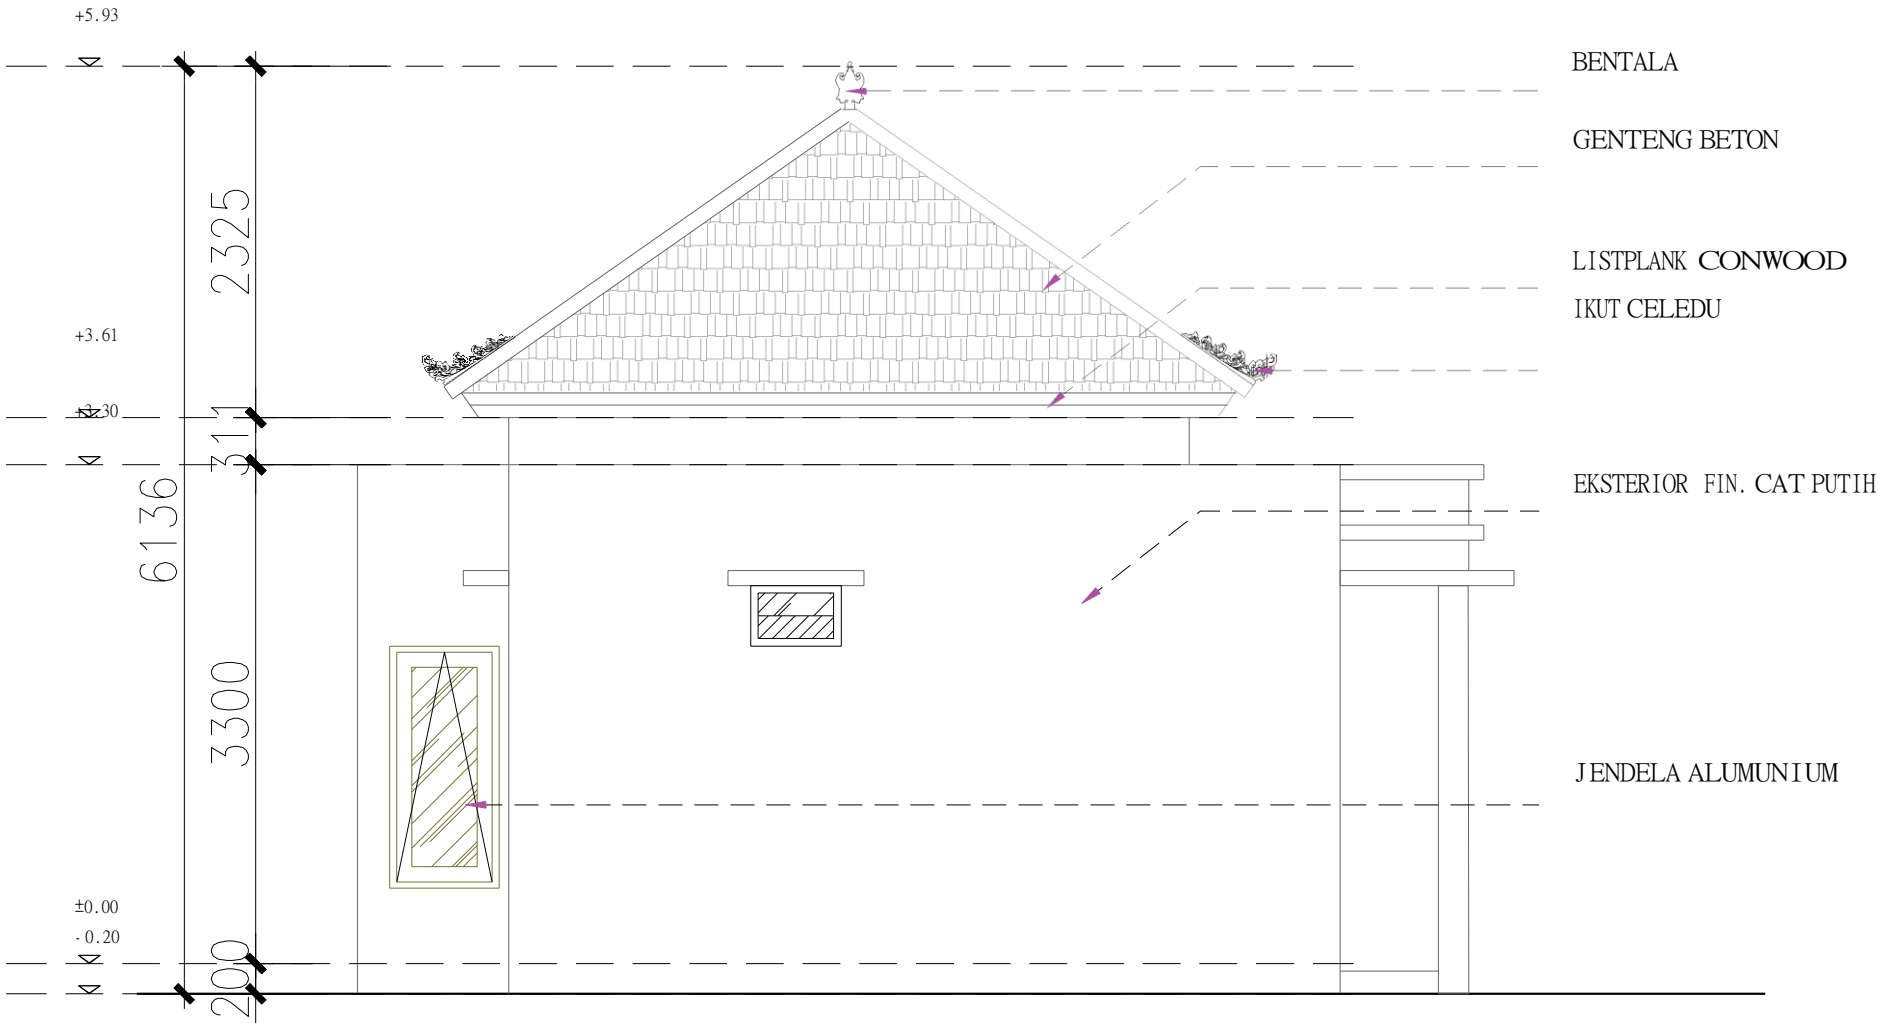 +5.93
BENTALA
GENTENG BETON
2325
LISTPLANK CONWOOD
IKUT CELEDU
+3.61
+3.30
311
6136
EKSTERIOR FIN. CAT PUTIH
3300
JENDELA ALUMUNIUM
±0.00
-0.20
200